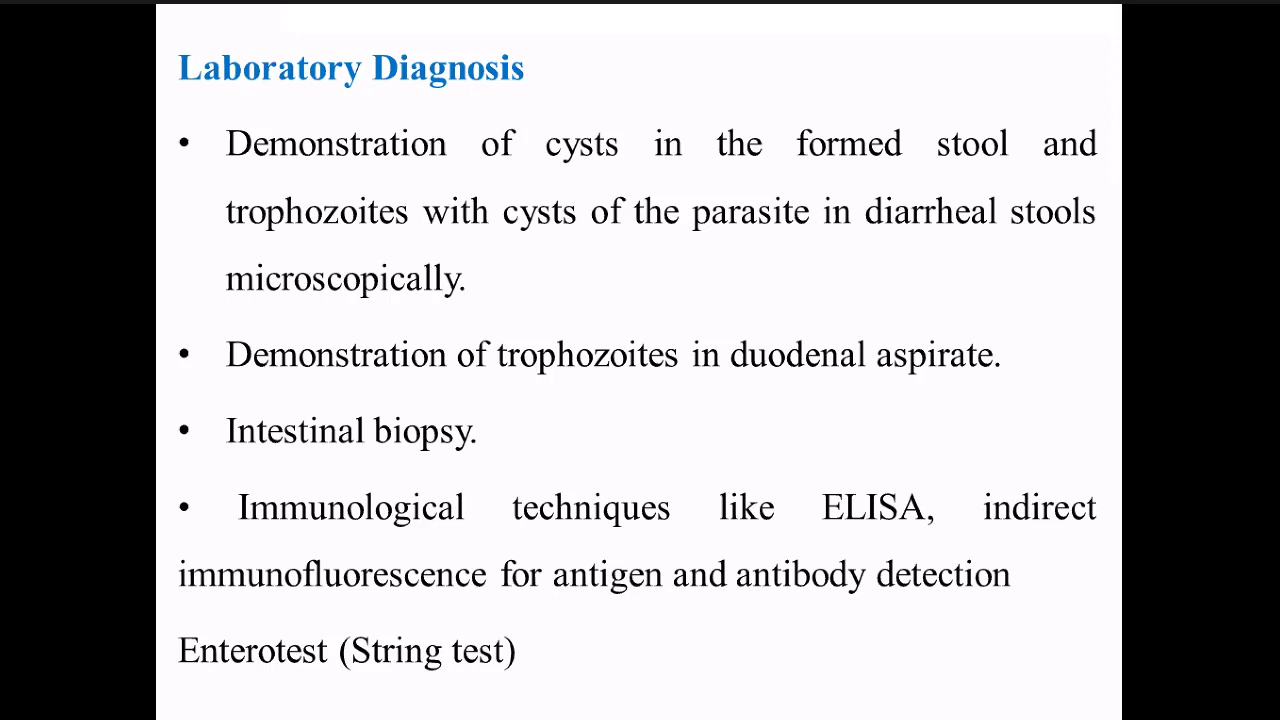 Laboratory Diagnosis
• Demonstration of cysts in the formed stool and
trophozoites with cysts of the parasite in diarrheal stools
microscopically.
• Demonstration of trophozoites in duodenal aspirate.
• Intestinal biopsy.
• Immunological techniques like ELISA, indirect
immunofluorescence for antigen and antibody detection
Enterotest (String test)